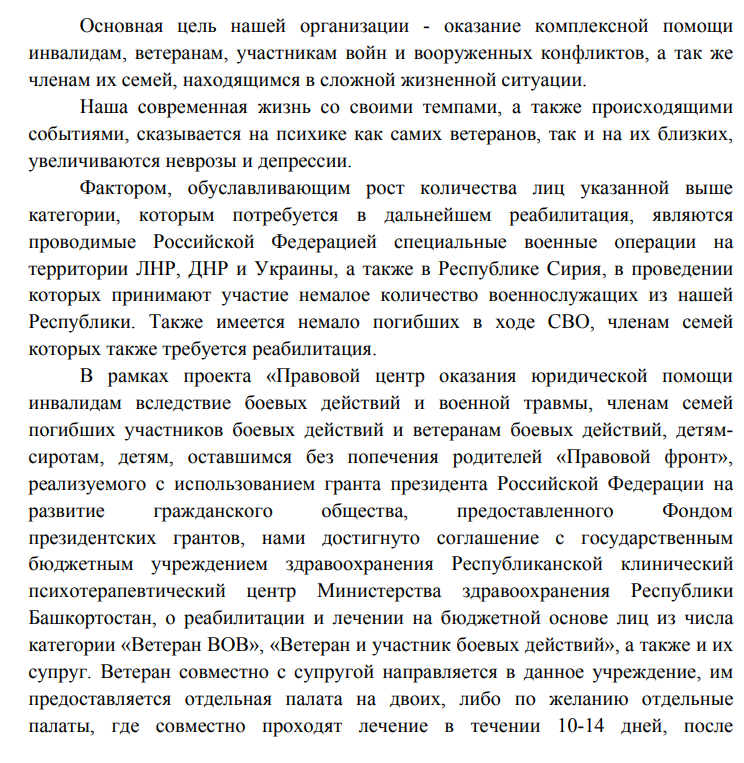 Основная цель нашей организации - оказание комплексной помощи
инвалидам, ветеранам, участникам войн и вооруженных конфликтов, а так же
членам их семей, находящимся в сложной жизненной ситуации.
Наша современная жизнь со своими темпами, а также происходящими
событиями, сказывается на психике как самих ветеранов, так и на их близких,
увеличиваются неврозы и депрессии.
Фактором, обуславливающим рост количества лиц указанной выше
категории, которым потребуется в дальнейшем реабилитация, являются
проводимые Российской Федерацией специальные военные операции на
территории ЛНР, ДНР и Украины, а также в Республике Сирия, в проведении
которых принимают участие немалое количество военнослужащих из нашей
Республики. Также имеется немало погибших в ходе СВО, членам семей
которых также требуется реабилитация.
В рамках проекта «Правовой центр оказания юридической помощи
инвалидам вследствие боевых действий и военной травмы, членам семей
погибших участников боевых действий и ветеранам боевых действий, детям-
сиротам, детям, оставшимся без попечения родителей «Правовой фронт»,
реализуемого с использованием гранта президента Российской Федерации на
развитие гражданского общества, предоставленного Фондом
президентских грантов, нами достигнуто соглашение с государственным
бюджетным учреждением здравоохранения Республиканской клинический
психотерапевтический центр Министерства здравоохранения Республики
Башкортостан, о реабилитации и лечении на бюджетной основе лиц из числа
категории «Ветеран ВОВ», «Ветеран и участник боевых действий», а также и их
супруг. Ветеран совместно с супругой направляется в данное учреждение, им
предоставляется отдельная палата на двоих, либо по желанию отдельные
палаты, где совместно проходят лечение в течении 10-14 дней, после